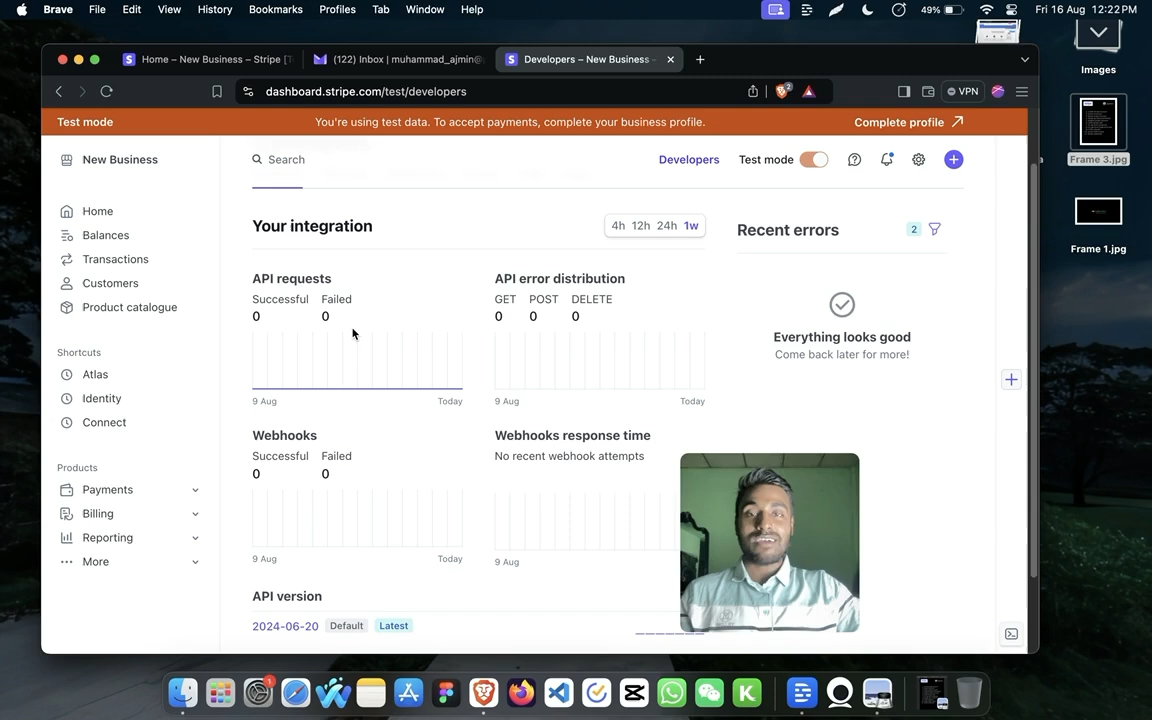 Brave File Edit View History Bookmarks Profiles Tab Window Help 49% Fri 16 Aug 12:22 PM
Home – New Business – Stripe [T
(122) Inbox | muhammad_ajmin@
Developers – New Business -
dashboard.stripe.com/test/developers
2
VPN
Test mode
You're using test data. To accept payments, complete your business profile.
Complete profile
New Business
Search
Developers
Test mode
Home
Balances
Transactions
Customers
Product catalogue
Shortcuts
Atlas
Identity
Connect
Products
Payments
Billing
Reporting
More
Your integration
4h 12h 24h 1w
API requests
Successful Failed
0 0
9 Aug Today
API error distribution
GET POST DELETE
0 0 0
9 Aug Today
Webhooks
Successful Failed
0 0
9 Aug Today
Webhooks response time
No recent webhook attempts
9 Aug
API version
2024-06-20 Default Latest
Recent errors
2
Everything looks good
Come back later for more!
Images
Frame 3.jpg
Frame 1.jpg
1
K